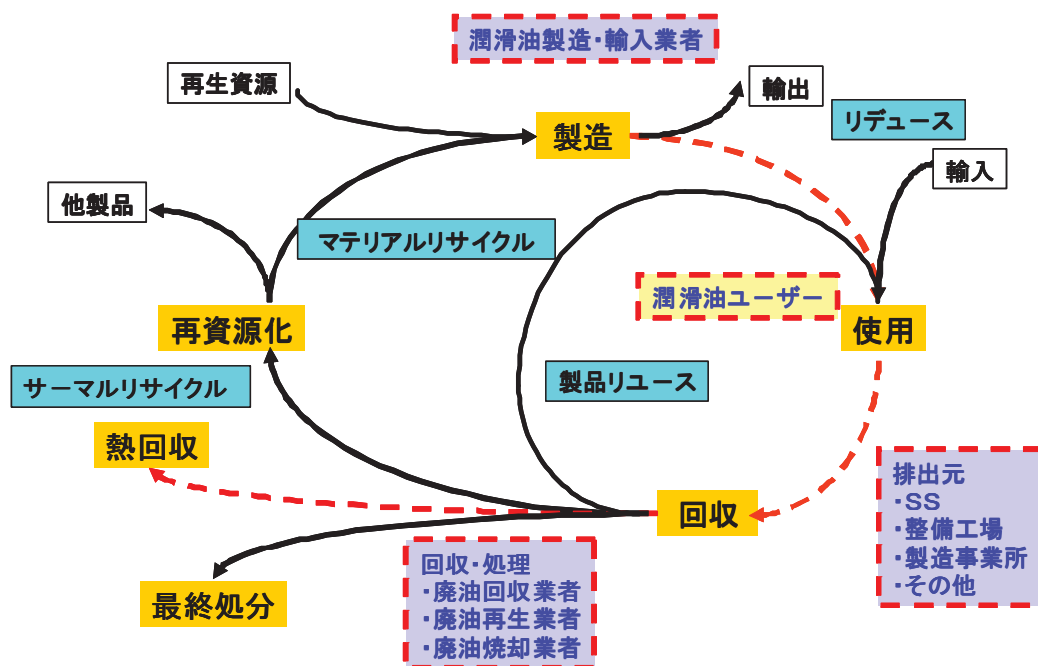 潤滑油製造・輸入業者
再生資源
輸出
製造
リデュース
輸入
他製品
マテリアルリサイクル
潤滑油ユーザー
再資源化
使用
サーマルリサイクル
製品リユース
熱回収
回収
排出元
・SS
・整備工場
・製造事業所
・その他
最終処分
回収・処理
・廃油回収業者
・廃油再生業者
・廃油焼却業者